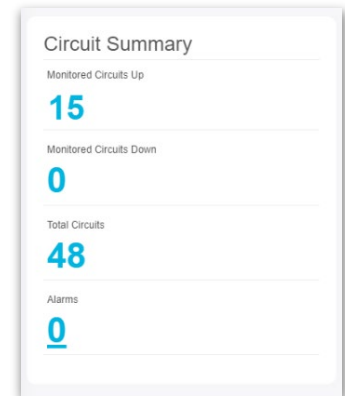 Circuit Summary
Monitored Circuits Up
15
Monitored Circuits Down
0
Total Circuits
48
Alarms
0